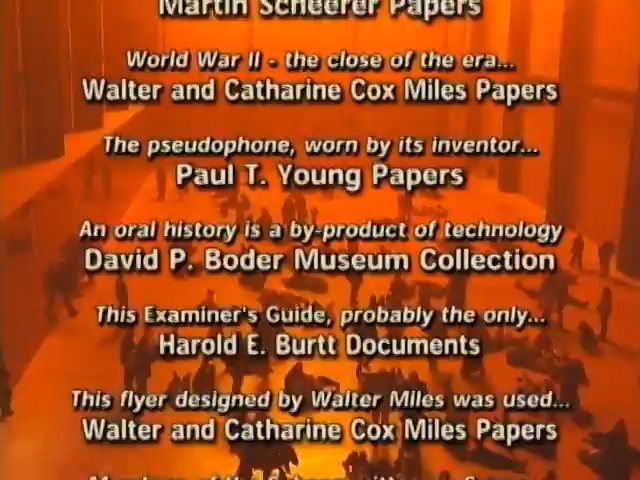 Martin Scheerer Papers
World War II - the close of the era...
Walter and Catharine Cox Miles Papers
The pseudophone, worn by its inventor...
Paul T. Young Papers
An oral history is a by-product of technology
David P. Boder Museum Collection
This Examiner's Guide, probably the only...
Harold E. Burtt Documents
This flyer designed by Walter Miles was used...
Walter and Catharine Cox Miles Papers